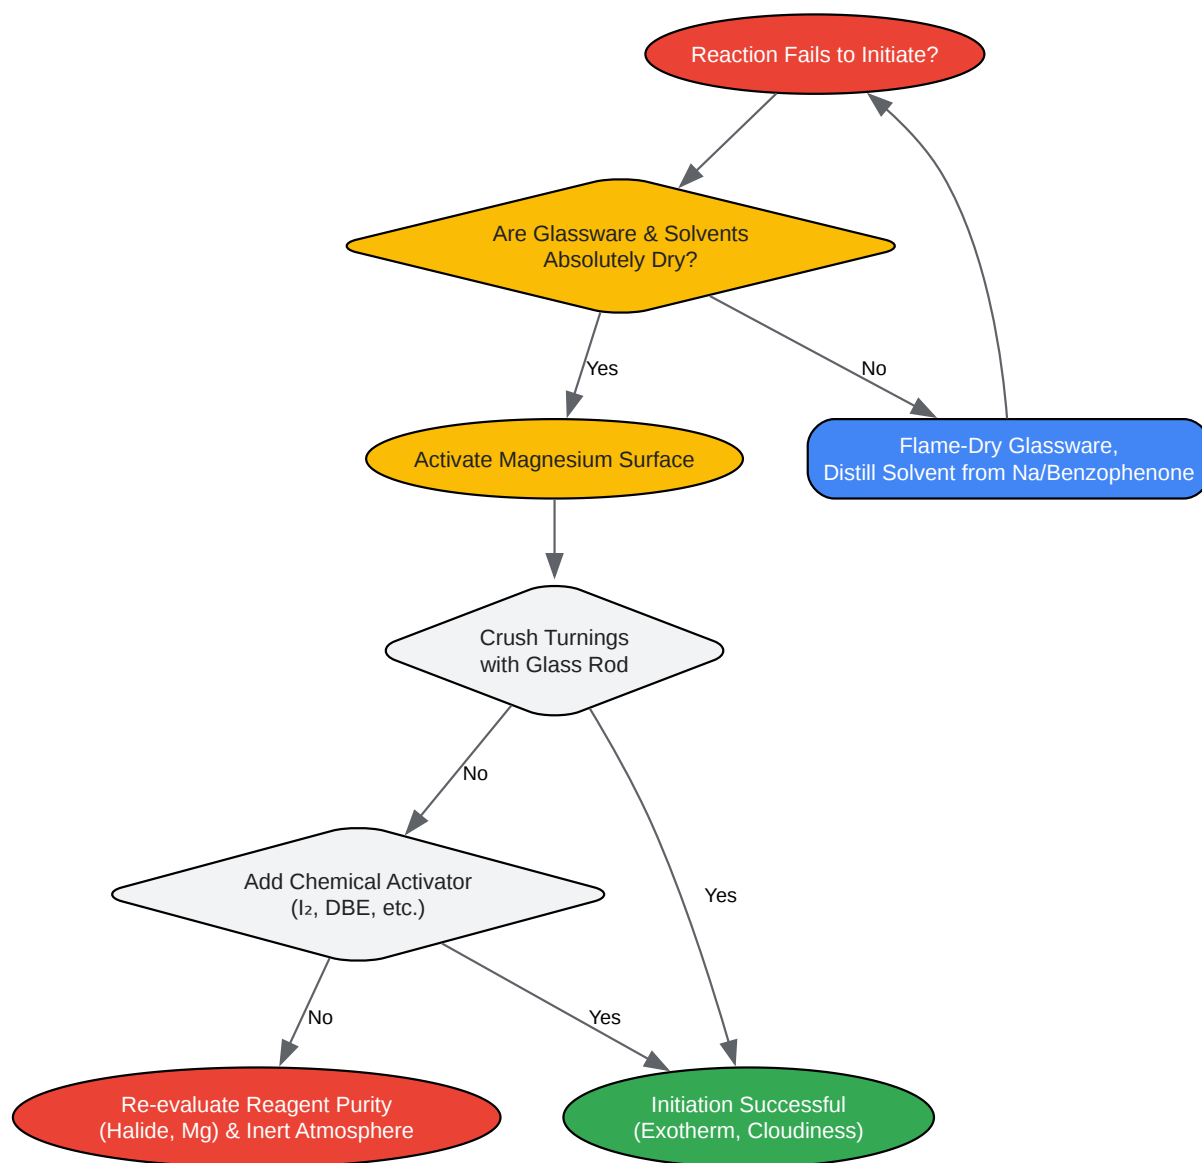 Reaction Fails to Initiate?
Are Glassware & Solvents
Absolutely Dry?
Yes
No
Activate Magnesium Surface
Flame-Dry Glassware,
Distill Solvent from Na/Benzophenone
Crush Turnings
with Glass Rod
No
Yes
Add Chemical Activator
(I₂, DBE, etc.)
No
Yes
Re-evaluate Reagent Purity
(Halide, Mg) & Inert Atmosphere
Initiation Successful
(Exotherm, Cloudiness)